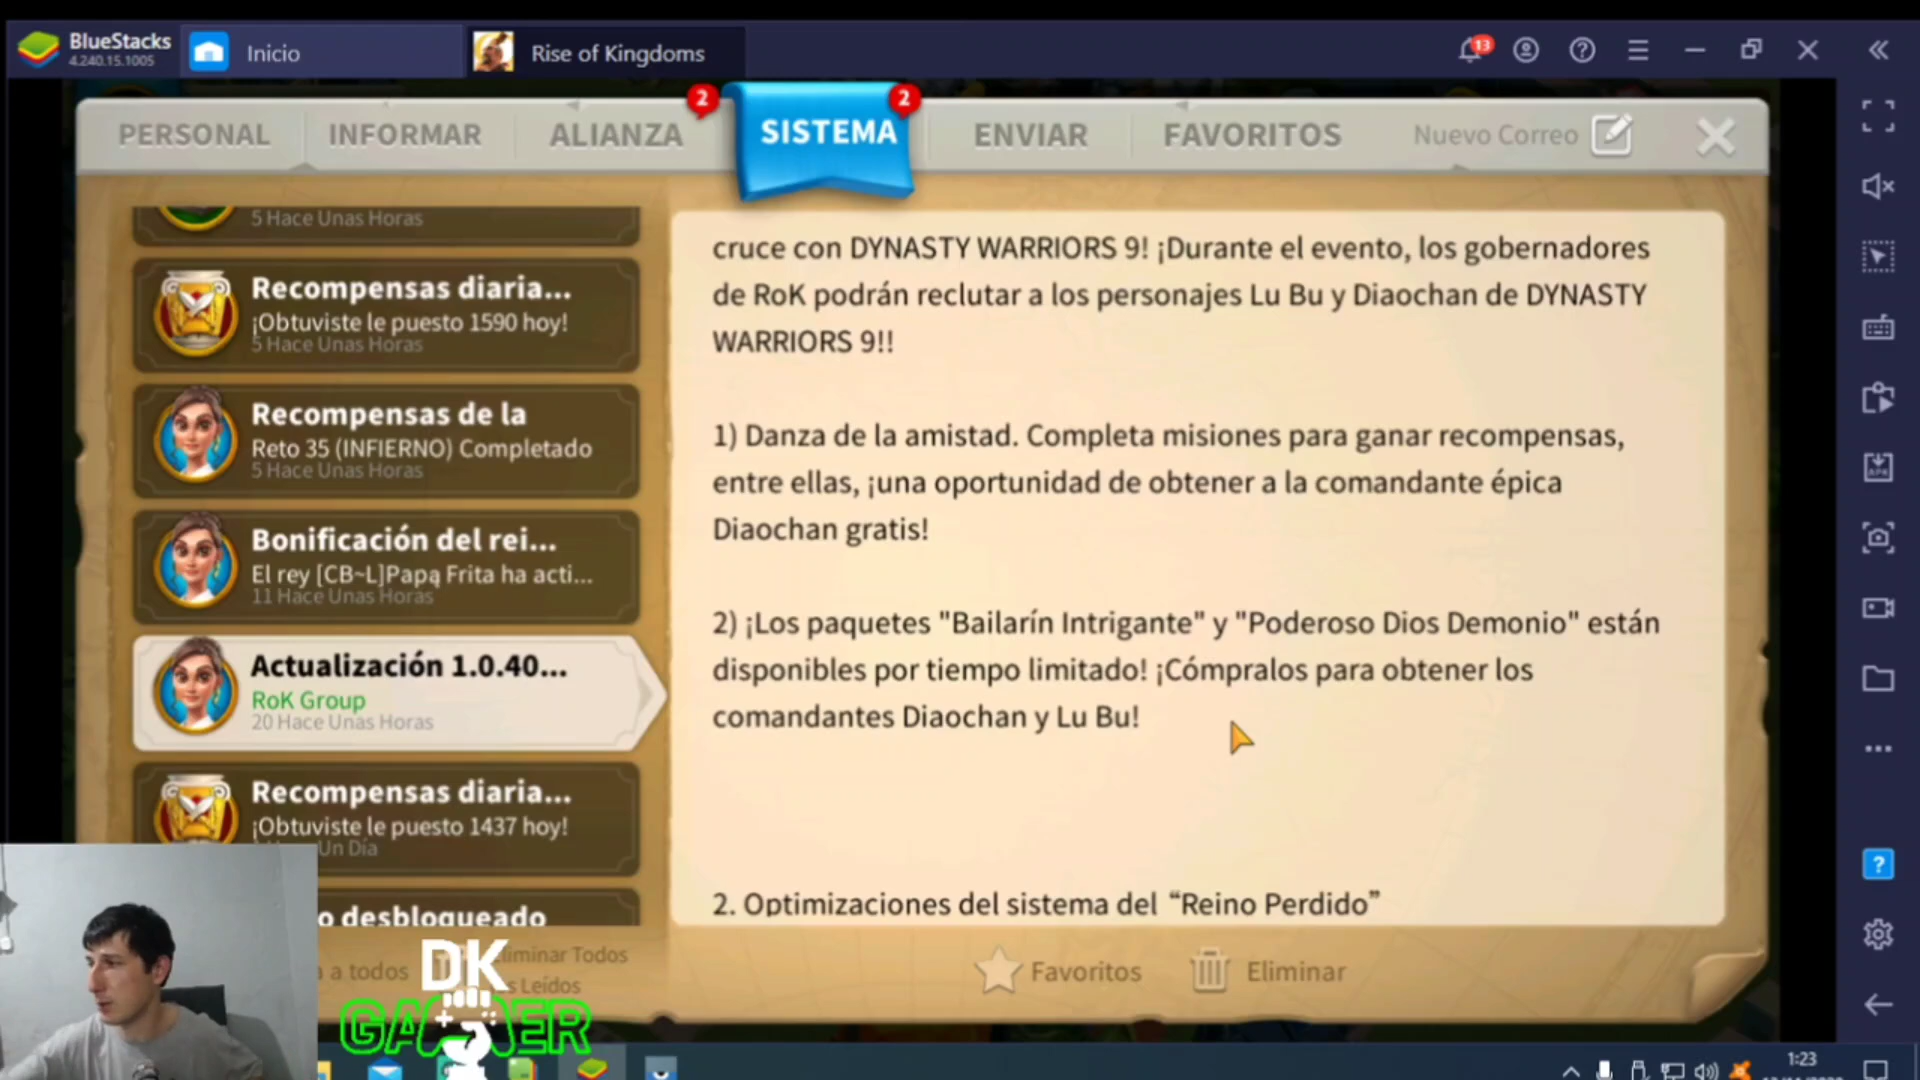 BlueStacks
4.240.15.1005
Inicio
Rise of Kingdoms
13
PERSONAL
INFORMAR
ALIANZA
2
SISTEMA
2
ENVIAR
FAVORITOS
Nuevo Correo
5 Hace Unas Horas
Recompensas diaria...
¡Obtuviste le puesto 1590 hoy!
5 Hace Unas Horas
Recompensas de la
Reto 35 (INFIERNO) Completado
5 Hace Unas Horas
Bonificación del rei...
El rey [CB~L]Papą Frita ha acti...
11 Hace Unas Horas
Actualización 1.0.40...
RoK Group
20 Hace Unas Horas
Recompensas diaria...
¡Obtuviste le puesto 1437 hoy!
Un Día
o desbloqueado
cruce con DYNASTY WARRIORS 9! ¡Durante el evento, los gobernadores
de RoK podrán reclutar a los personajes Lu Bu y Diaochan de DYNASTY
WARRIORS 9!!
1) Danza de la amistad. Completa misiones para ganar recompensas,
entre ellas, ¡una oportunidad de obtener a la comandante épica
Diaochan gratis!
2) ¡Los paquetes "Bailarín Intrigante" y "Poderoso Dios Demonio" están
disponibles por tiempo limitado! ¡Cómpralos para obtener los
comandantes Diaochan y Lu Bu!
2. Optimizaciones del sistema del “Reino Perdido”
a todos
Eliminar Todos
Leídos
Favoritos
Eliminar
DK
GAMER
1:23